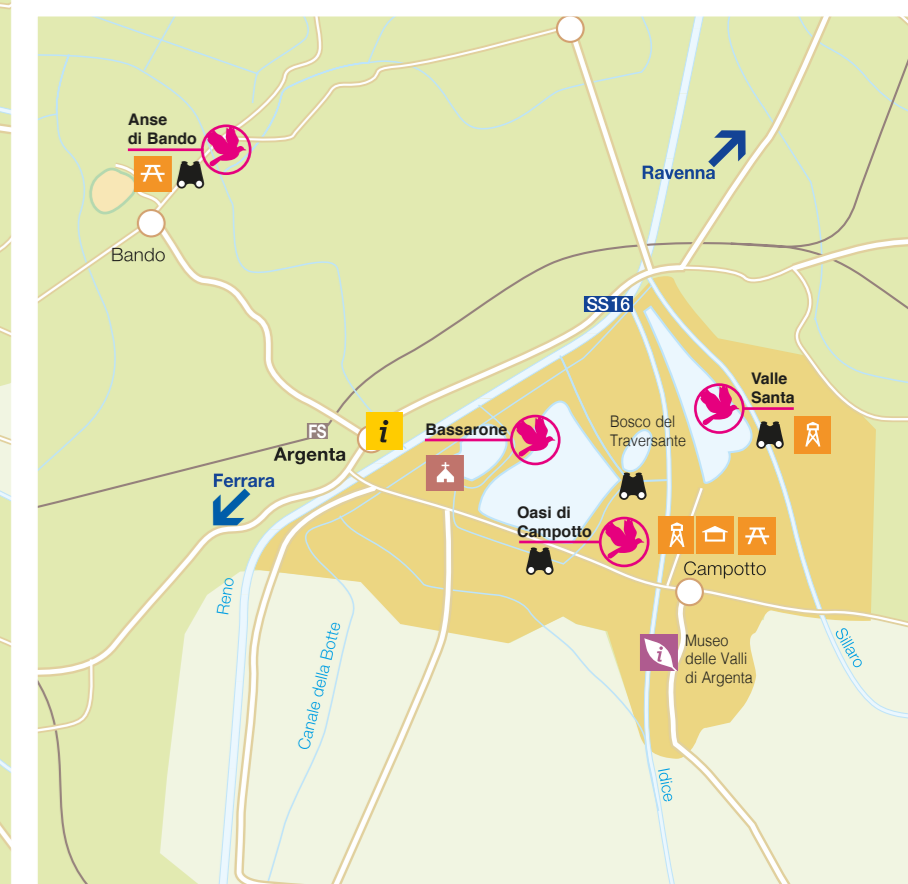 Anse
di Bando
Ravenna
Bando
SS16
Valle
Santa
Bosco del
Traversante
Bassarone
i
FS
Argenta
Ferrara
Oasi di
Campotto
Campotto
Reno
Canale della Botte
i
Museo
delle Valli
di Argenta
Sillaro
Idice